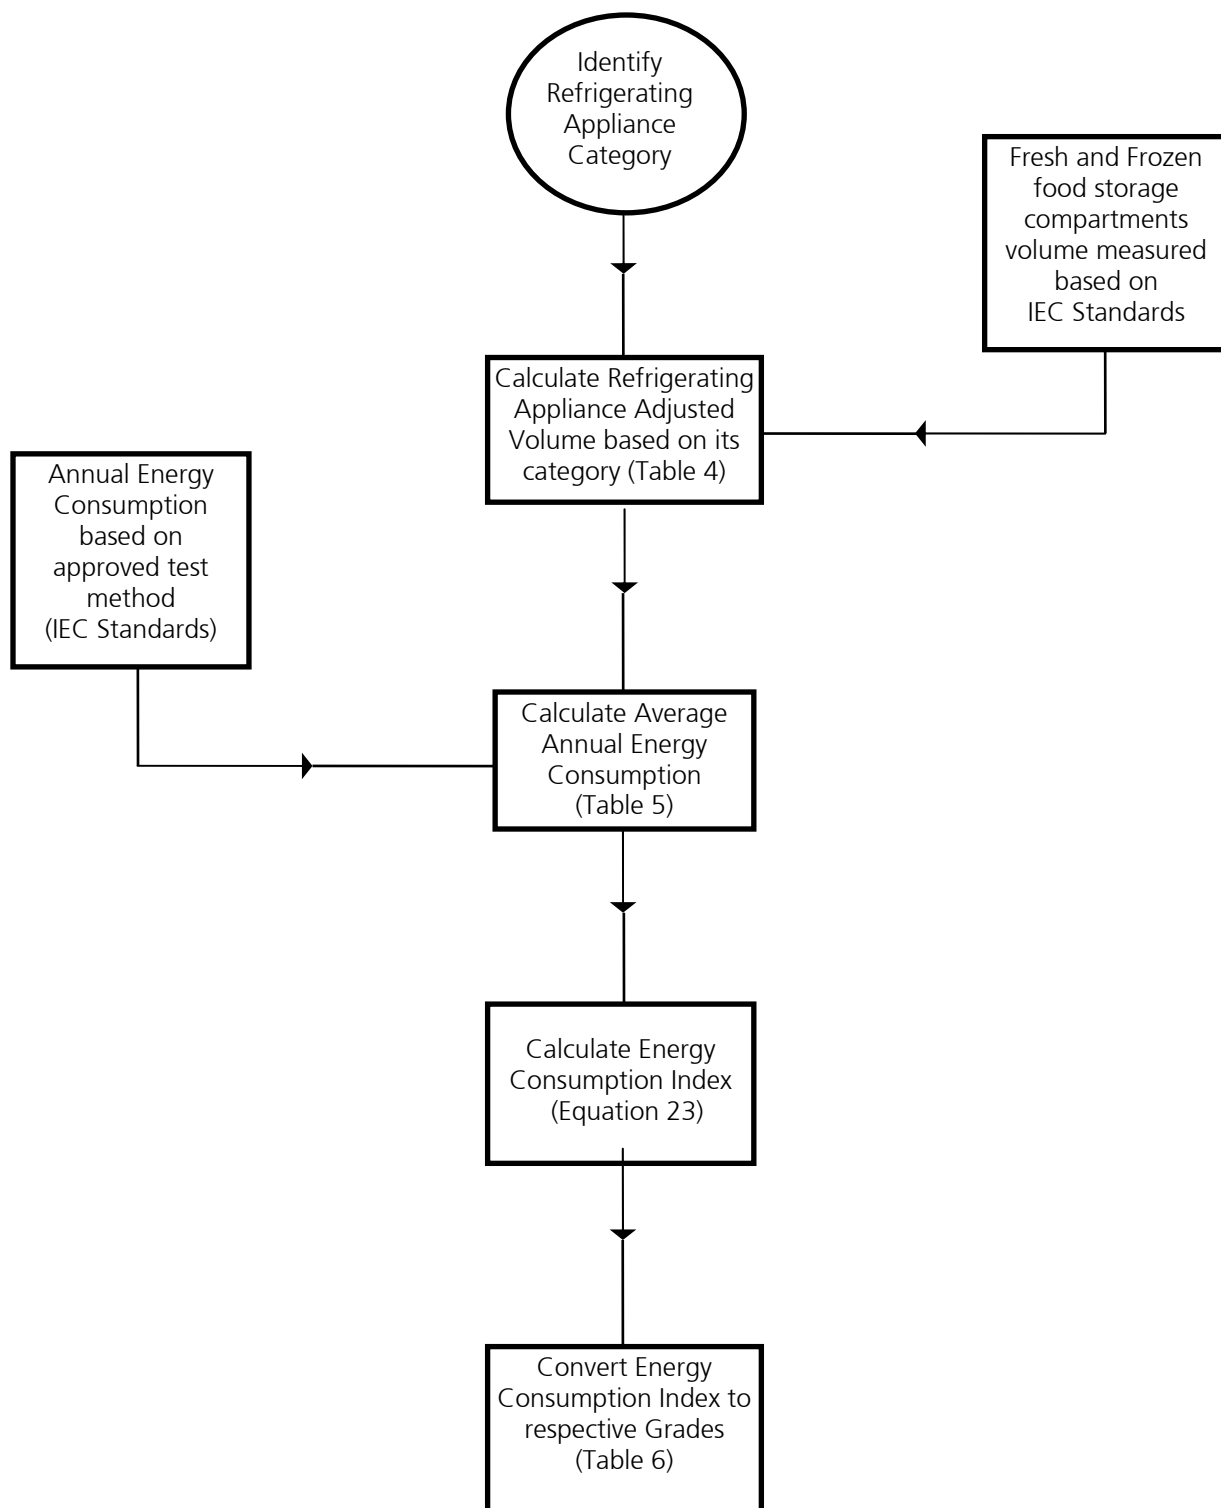 Identify
Refrigerating
Appliance
Category
Fresh and Frozen
food storage
compartments
volume measured
based on
IEC Standards
Calculate Refrigerating
Appliance Adjusted
Volume based on its
category (Table 4)
Annual Energy
Consumption
based on
approved test
method
(IEC Standards)
Calculate Average
Annual Energy
Consumption
(Table 5)
Calculate Energy
Consumption Index
(Equation 23)
Convert Energy
Consumption Index to
respective Grades
(Table 6)